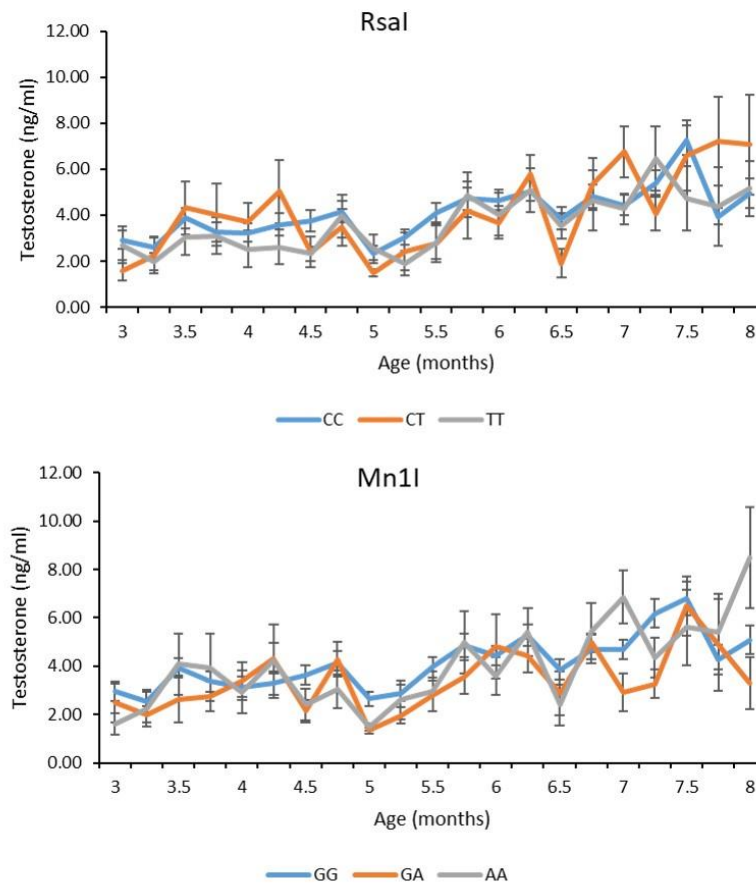 RsaI
12.00
10.00
8.00
6.00
4.00
2.00
0.00
Testosterone (ng/ml)
3 3.5 4 4.5 5 5.5 6 6.5 7 7.5 8
Age (months)
CC CT TT
Mn1I
12.00
10.00
8.00
6.00
4.00
2.00
0.00
Testosterone (ng/ml)
3 3.5 4 4.5 5 5.5 6 6.5 7 7.5 8
Age (months)
GG GA AA